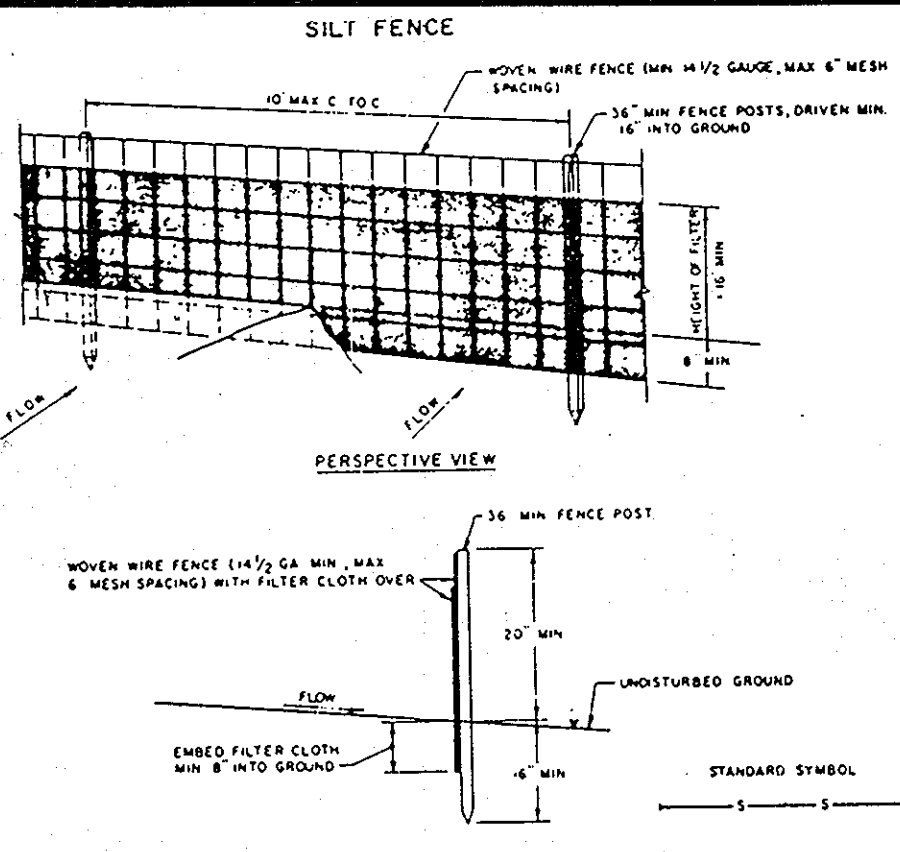 SILT FENCE
WOVEN WIRE FENCE (MIN 14 1/2 GAUGE, MAX 6" MESH
SPACING)
10' MAX C TO C
36" MIN FENCE POSTS, DRIVEN MIN.
16" INTO GROUND
HEIGHT OF FILTER
16" MIN
8" MIN
FLOW
FLOW
PERSPECTIVE VIEW
36 MIN FENCE POST
WOVEN WIRE FENCE (14 1/2 GA MIN, MAX
6 MESH SPACING) WITH FILTER CLOTH OVER
20" MIN
UNDISTURBED GROUND
FLOW
EMBED FILTER CLOTH
MIN 8" INTO GROUND
16" MIN
STANDARD SYMBOL
S S